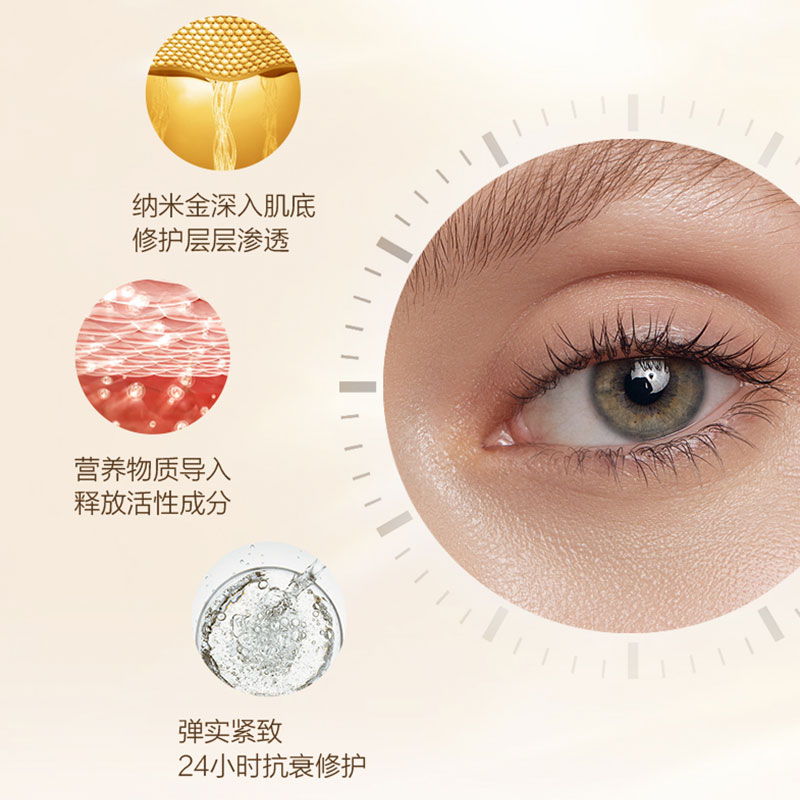 纳米金深入肌底
修护层层渗透
营养物质导入
释放活性成分
弹实紧致
24小时抗衰修护